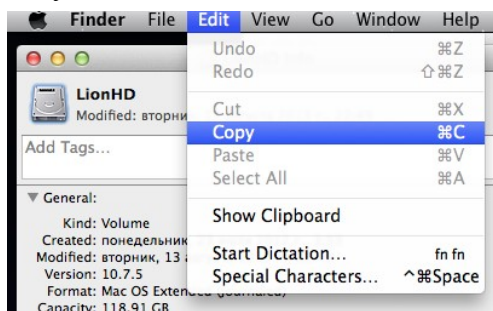 Finder File Edit View Go Window Help
Undo ⌘Z
Redo ⇧⌘Z
Cut ⌘X
Copy ⌘C
Paste ⌘V
Select All ⌘A
Show Clipboard
Start Dictation... fn fn
Special Characters... ^⌘Space
LionHD
Modified: вторни
Add Tags...
General:
Kind: Volume
Created: понедельник
Modified: вторник, 13
Version: 10.7.5
Format: Mac OS Extended (Journaled)
Capacity: 118,91 GB